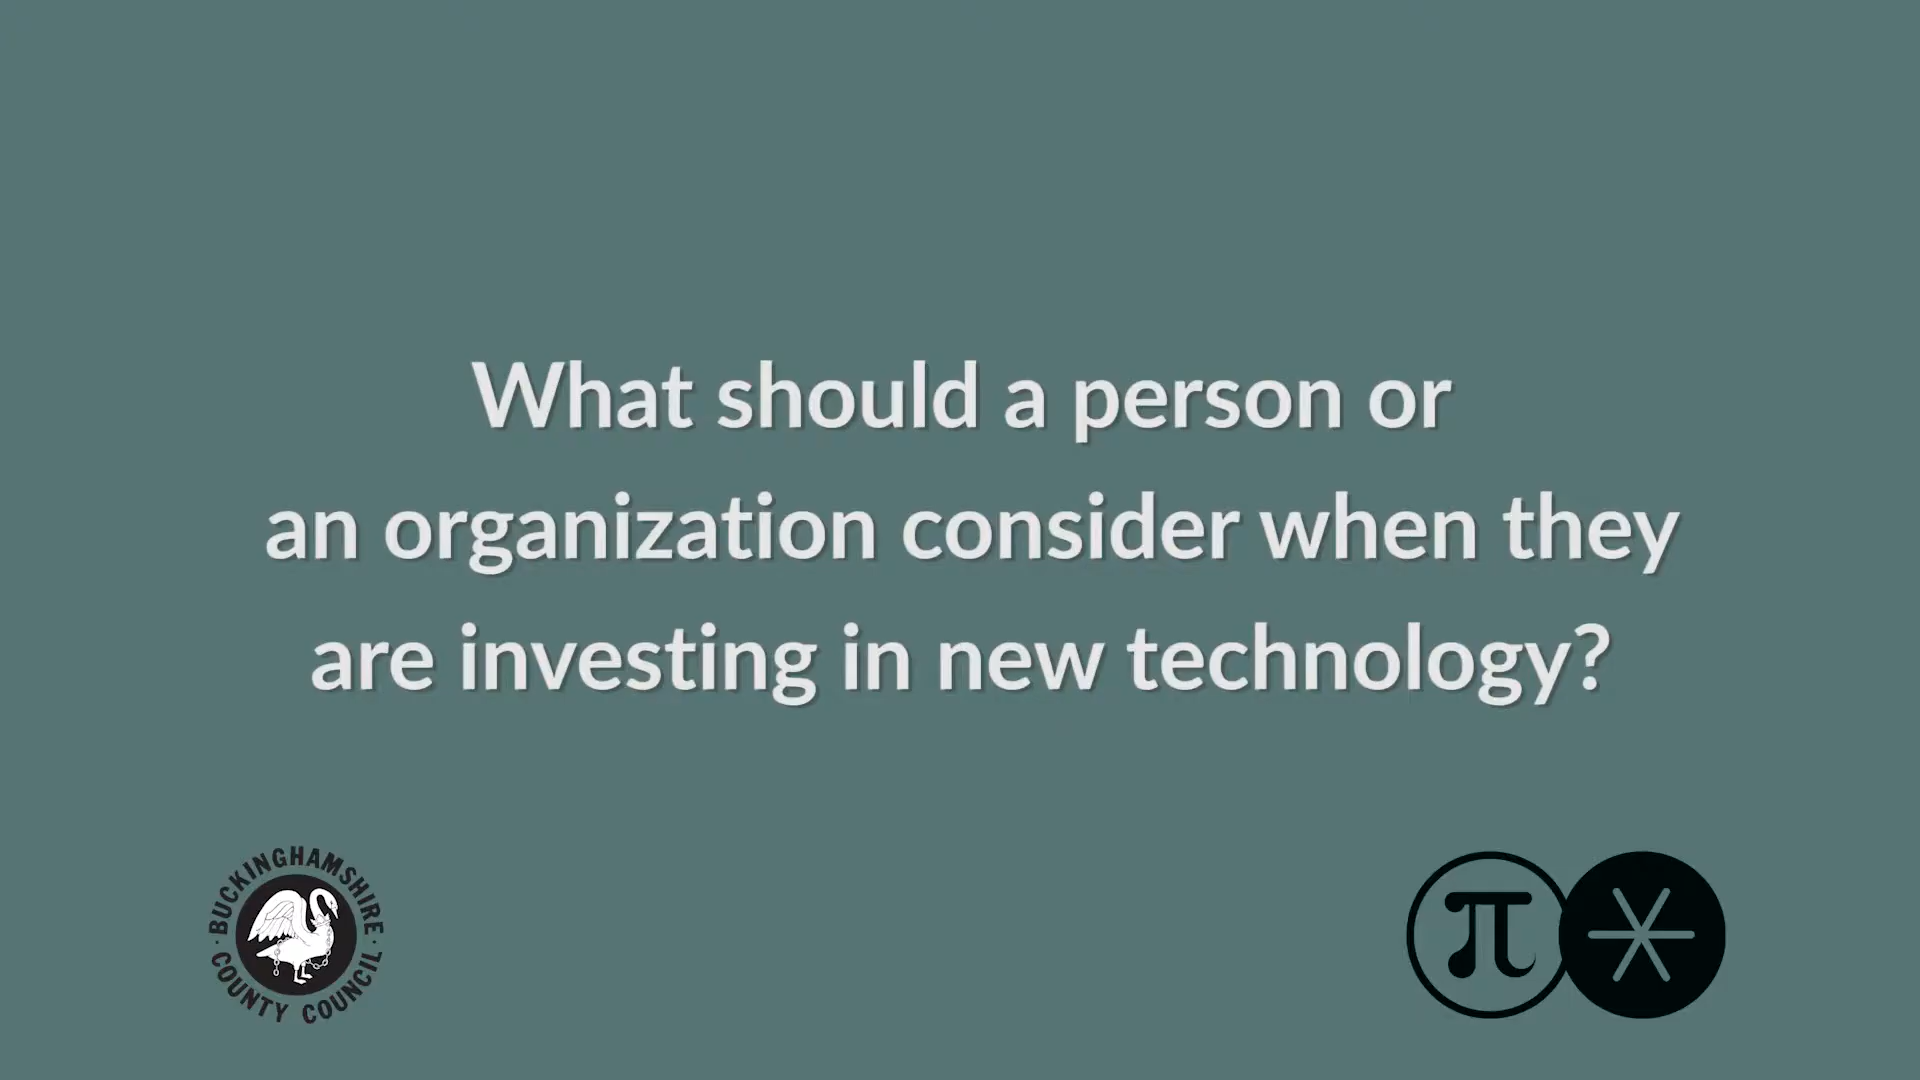 What should a person or
an organization consider when they
are investing in new technology?
BUCKINGHAMSHIRE
COUNTY COUNCIL
π